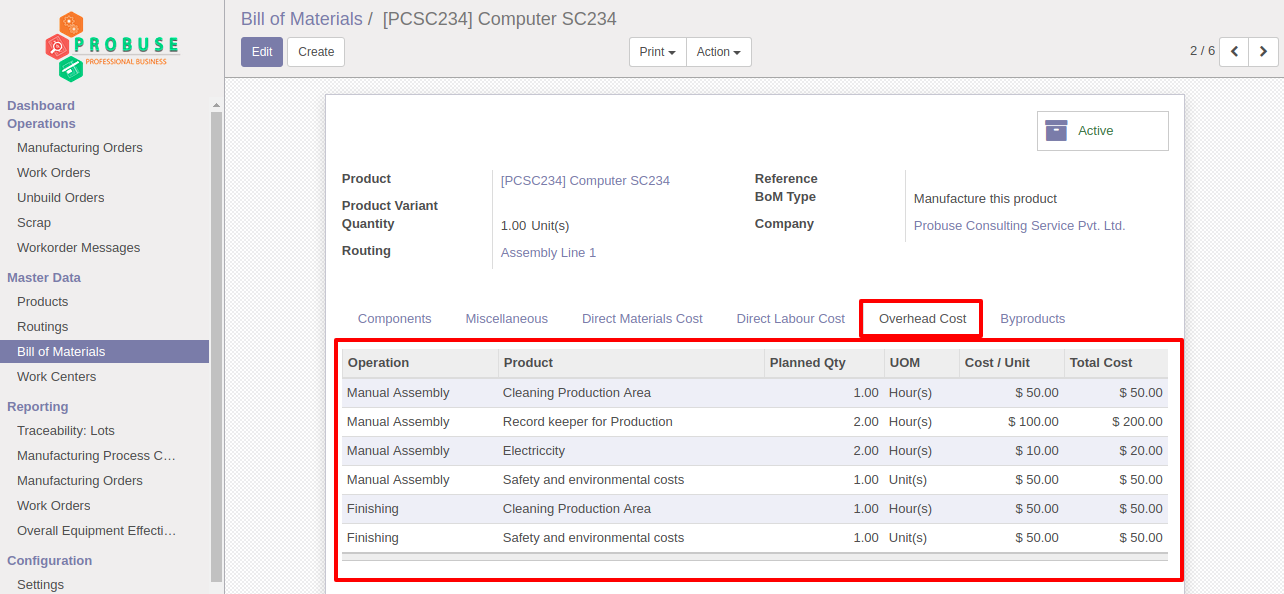 PROBUSE
PROFESSIONAL BUSINESS
Dashboard
Operations
Manufacturing Orders
Work Orders
Unbuild Orders
Scrap
Workorder Messages
Master Data
Products
Routings
Bill of Materials
Work Centers
Reporting
Traceability: Lots
Manufacturing Process C...
Manufacturing Orders
Work Orders
Overall Equipment Effecti...
Configuration
Settings
Bill of Materials / [PCSC234] Computer SC234
Edit Create Print Action 2 / 6
Active
Product [PCSC234] Computer SC234
Product Variant
Quantity 1.00 Unit(s)
Routing Assembly Line 1
Reference
BoM Type Manufacture this product
Company Probuse Consulting Service Pvt. Ltd.
Components Miscellaneous Direct Materials Cost Direct Labour Cost Overhead Cost Byproducts
Operation Product Planned Qty UOM Cost / Unit Total Cost
Manual Assembly Cleaning Production Area 1.00 Hour(s) $ 50.00 $ 50.00
Manual Assembly Record keeper for Production 2.00 Hour(s) $ 100.00 $ 200.00
Manual Assembly Electriccity 2.00 Hour(s) $ 10.00 $ 20.00
Manual Assembly Safety and environmental costs 1.00 Unit(s) $ 50.00 $ 50.00
Finishing Cleaning Production Area 1.00 Hour(s) $ 50.00 $ 50.00
Finishing Safety and environmental costs 1.00 Unit(s) $ 50.00 $ 50.00